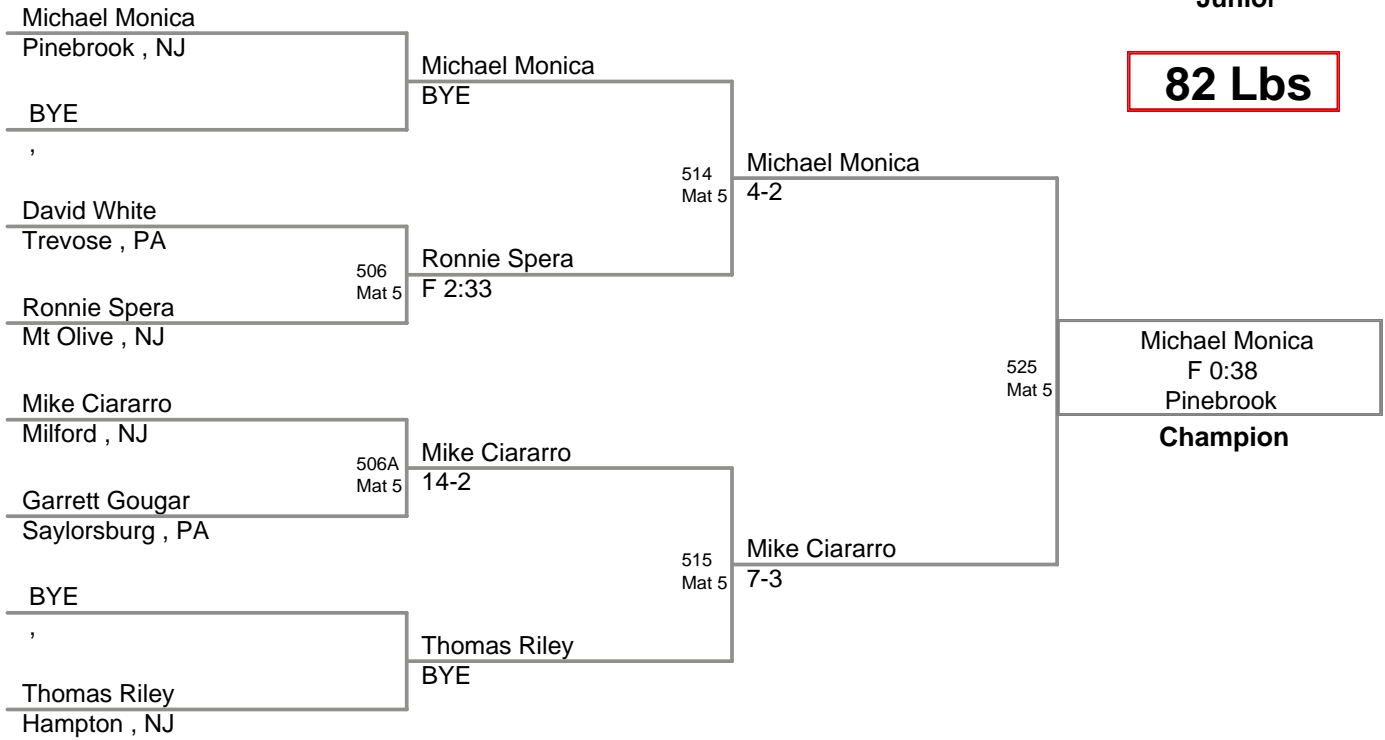 Junior
82 Lbs
Michael Monica
Pinebrook , NJ
BYE
,
David White
Trevose , PA
Ronnie Spera
Mt Olive , NJ
Mike Ciararro
Milford , NJ
Garrett Gougar
Saylorsburg , PA
BYE
,
Thomas Riley
Hampton , NJ
Michael Monica
BYE
506
Mat 5
Ronnie Spera
F 2:33
506A
Mat 5
Mike Ciararro
14-2
Thomas Riley
BYE
514
Mat 5
Michael Monica
4-2
515
Mat 5
Mike Ciararro
7-3
525
Mat 5
Michael Monica
F 0:38
Pinebrook
Champion